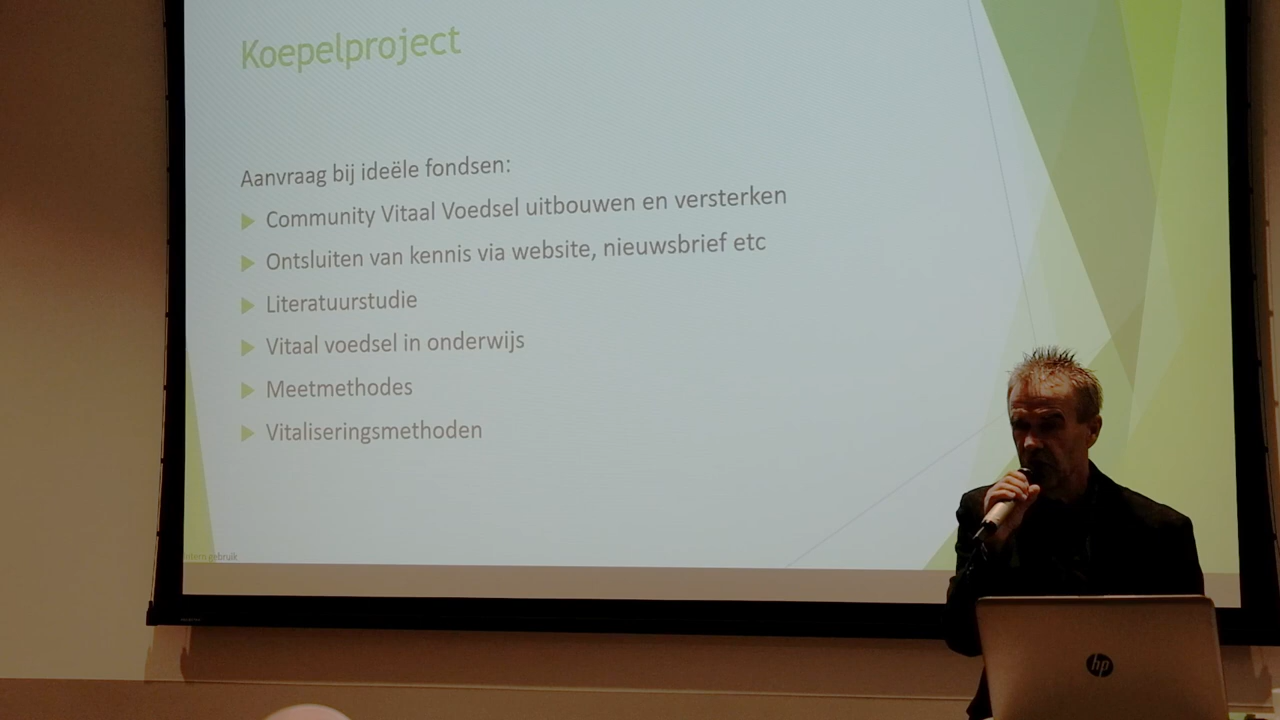 Koepelproject
Aanvraag bij ideële fondsen:
Community Vitaal Voedsel uitbouwen en versterken
Ontsluiten van kennis via website, nieuwsbrief etc
Literatuurstudie
Vitaal voedsel in onderwijs
Meetmethodes
Vitaliseringsmethoden
gebruik
hp